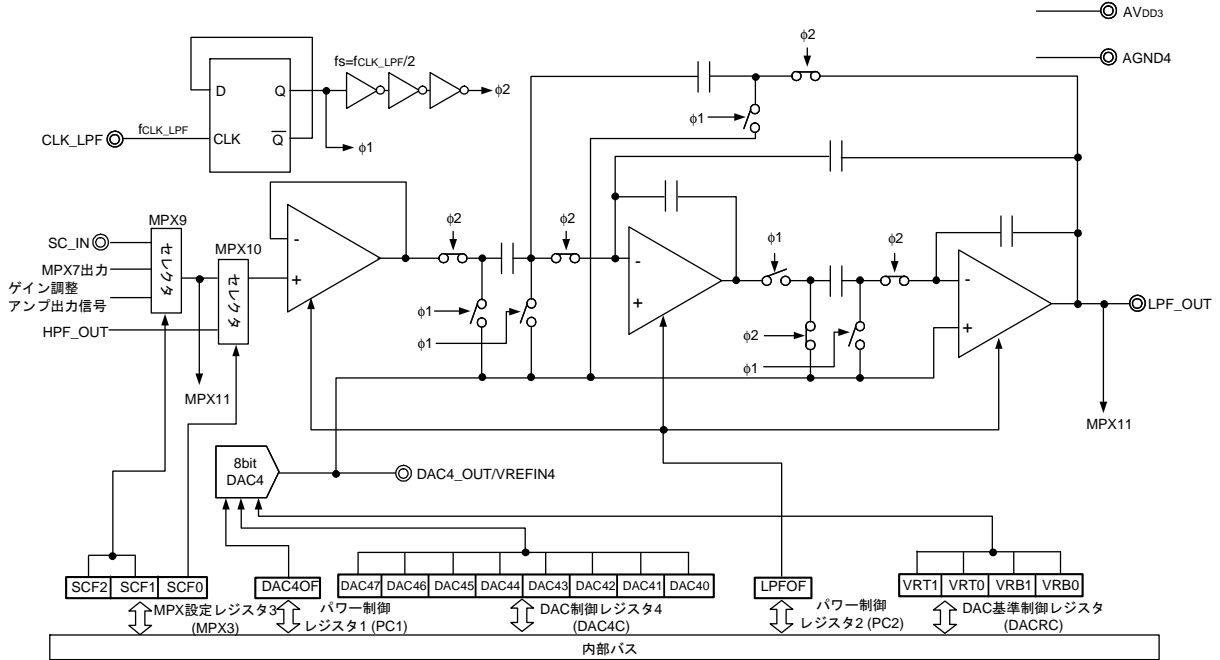 AVDD3
AGND4
φ2
fs=fCLK_LPF/2
D
Q
φ2
CLK_LPF
fCLK_LPF
CLK
Q
φ1
φ1
MPX9
SC_IN
セレクタ
MPX10
MPX7出力
セレクタ
ゲイン調整
アンプ出力信号
HPF_OUT
-
+
φ2
φ2
-
+
φ1
φ2
-
+
LPF_OUT
φ1
φ1
φ2
φ1
MPX11
MPX11
8bit
DAC4
DAC4_OUT/VREFIN4
SCF2 SCF1 SCF0
DAC4OF
DAC47 DAC46 DAC45 DAC44 DAC43 DAC42 DAC41 DAC40
LPFOF
VRT1 VRT0 VRB1 VRB0
MPX設定レジスタ3
(MPX3)
パワー制御
レジスタ1 (PC1)
DAC制御レジスタ4
(DAC4C)
パワー制御
レジスタ2 (PC2)
DAC基準制御レジスタ
(DACRC)
内部バス